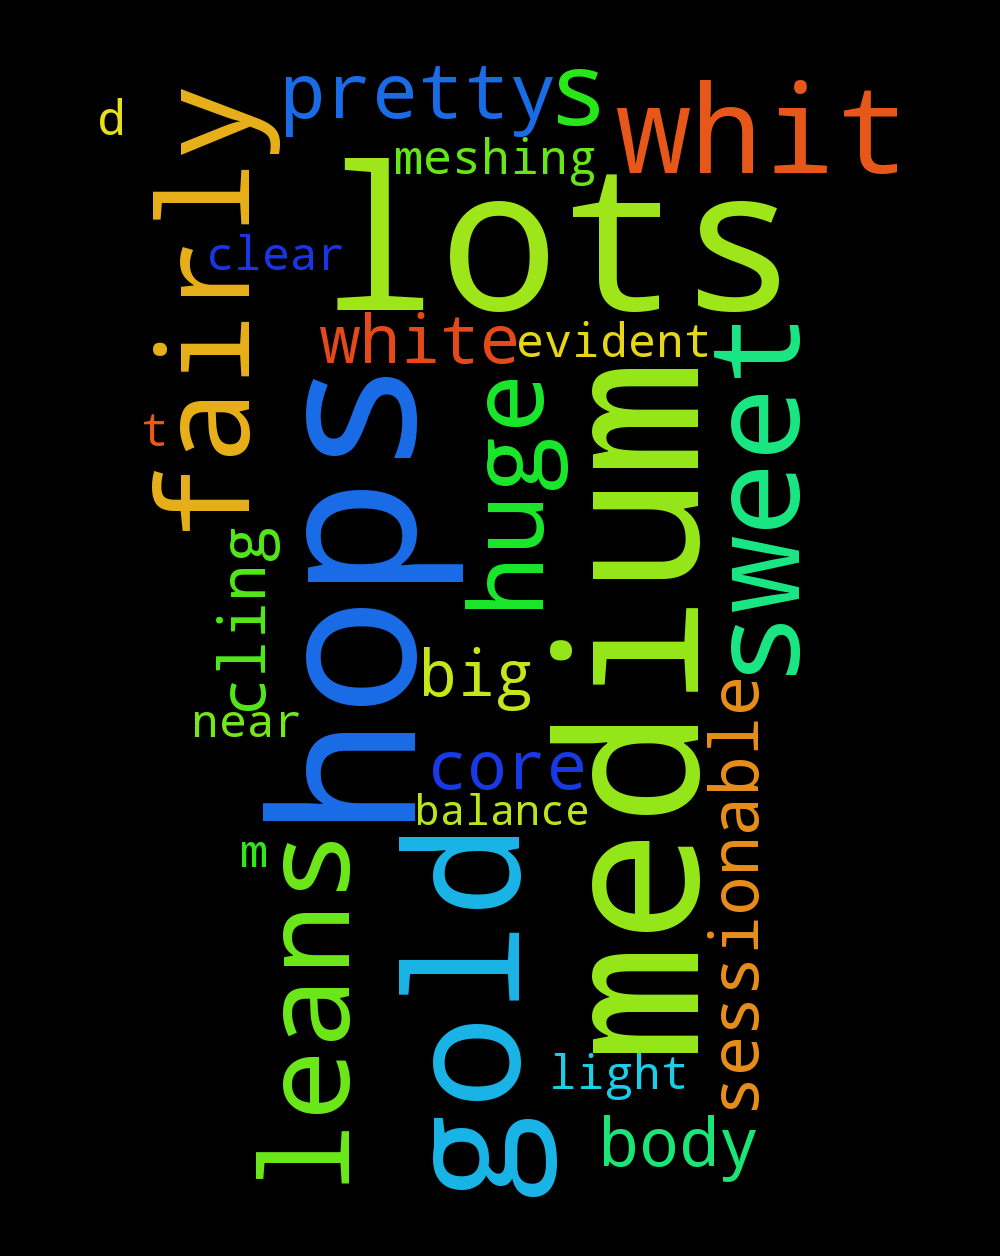 pretty
s
whit
d
fairly
meshing
lots
clear
white
evident
sweet
t
hops
huge
medium
cling
big
near
sessionable
core
balance
m
leans
gold
light
body